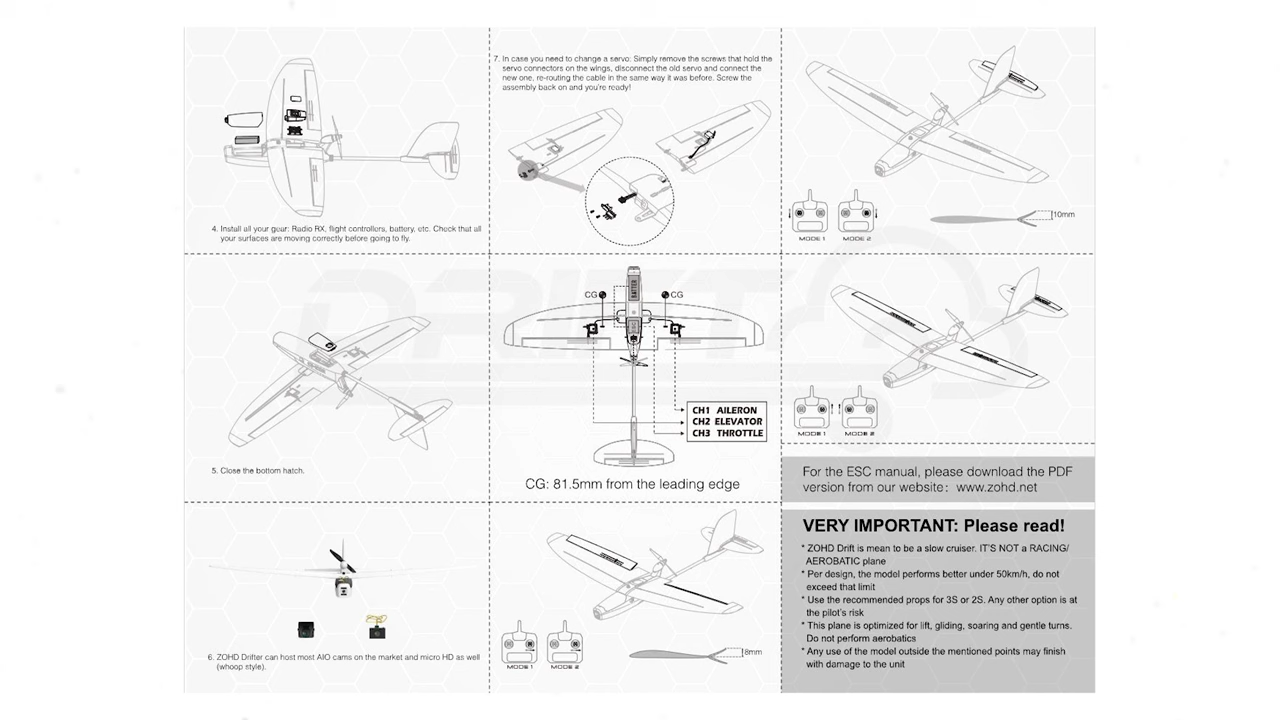 4. Install all your gear: Radio RX, flight controllers, battery, etc. Check that all
your surfaces are moving correctly before going to fly.
7. In case you need to change a servo: Simply remove the screws that hold the
servo connectors on the wings, disconnect the old servo and connect the
new one, re-routing the cable in the same way it was before. Screw the
assembly back on and you're ready!
MODE 1
MODE 2
10mm
5. Close the bottom hatch.
CG
CG
BATTER
CH1 AILERON
CH2 ELEVATOR
CH3 THROTTLE
CG: 81.5mm from the leading edge
MODE 1
MODE 2
For the ESC manual, please download the PDF
version from our website: www.zohd.net
6. ZOHD Drifter can host most AIO cams on the market and micro HD as well
(whoop style).
MODE 1
MODE 2
8mm
VERY IMPORTANT: Please read!
* ZOHD Drift is mean to be a slow cruiser. IT'S NOT a RACING/
AEROBATIC plane
* Per design, the model performs better under 50km/h, do not
exceed that limit
* Use the recommended props for 3S or 2S. Any other option is at
the pilot's risk
* This plane is optimized for lift, gliding, soaring and gentle turns.
Do not perform aerobatics
* Any use of the model outside the mentioned points may finish
with damage to the unit
DRIFT